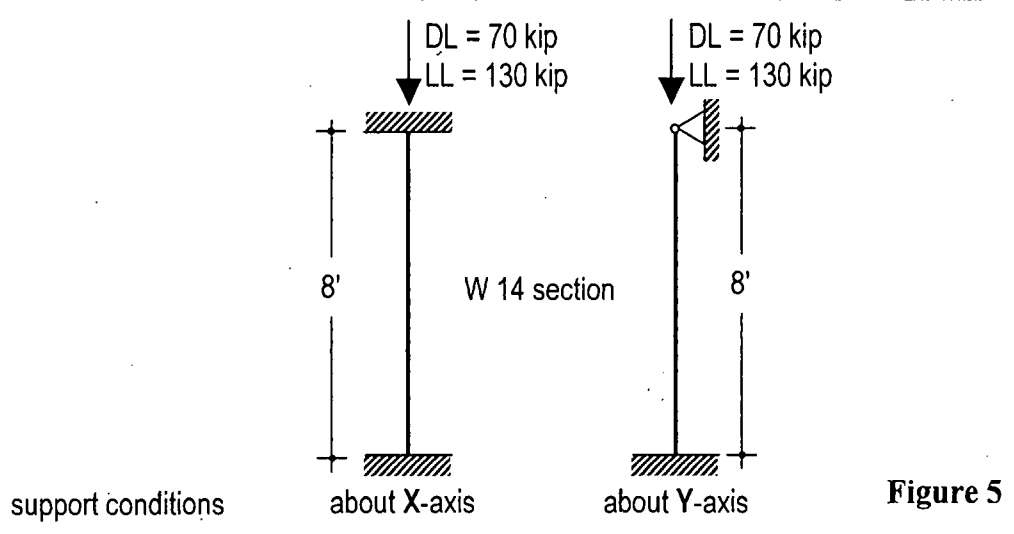 DL = 70 kip
LL = 130 kip
DL = 70 kip
LL = 130 kip
8'
W 14 section
8'
support conditions
about X-axis
about Y-axis
Figure 5